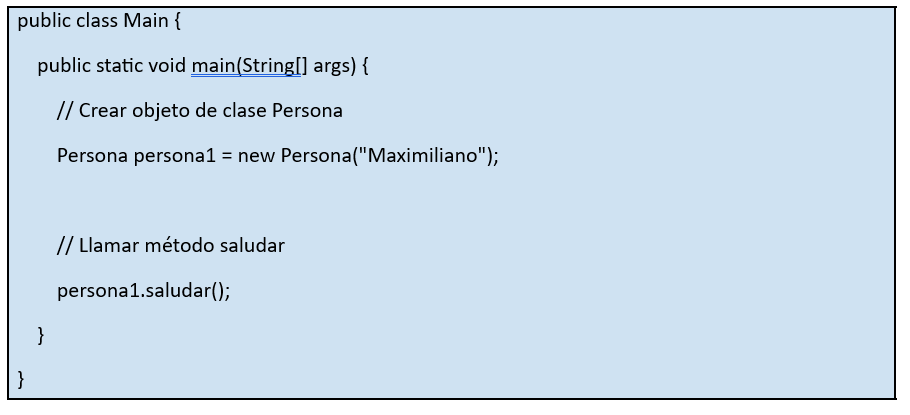 public class Main {
public static void main(String[] args) {
// Crear objeto de clase Persona
Persona persona1 = new Persona("Maximiliano");
// Llamar método saludar
persona1.saludar();
}
}